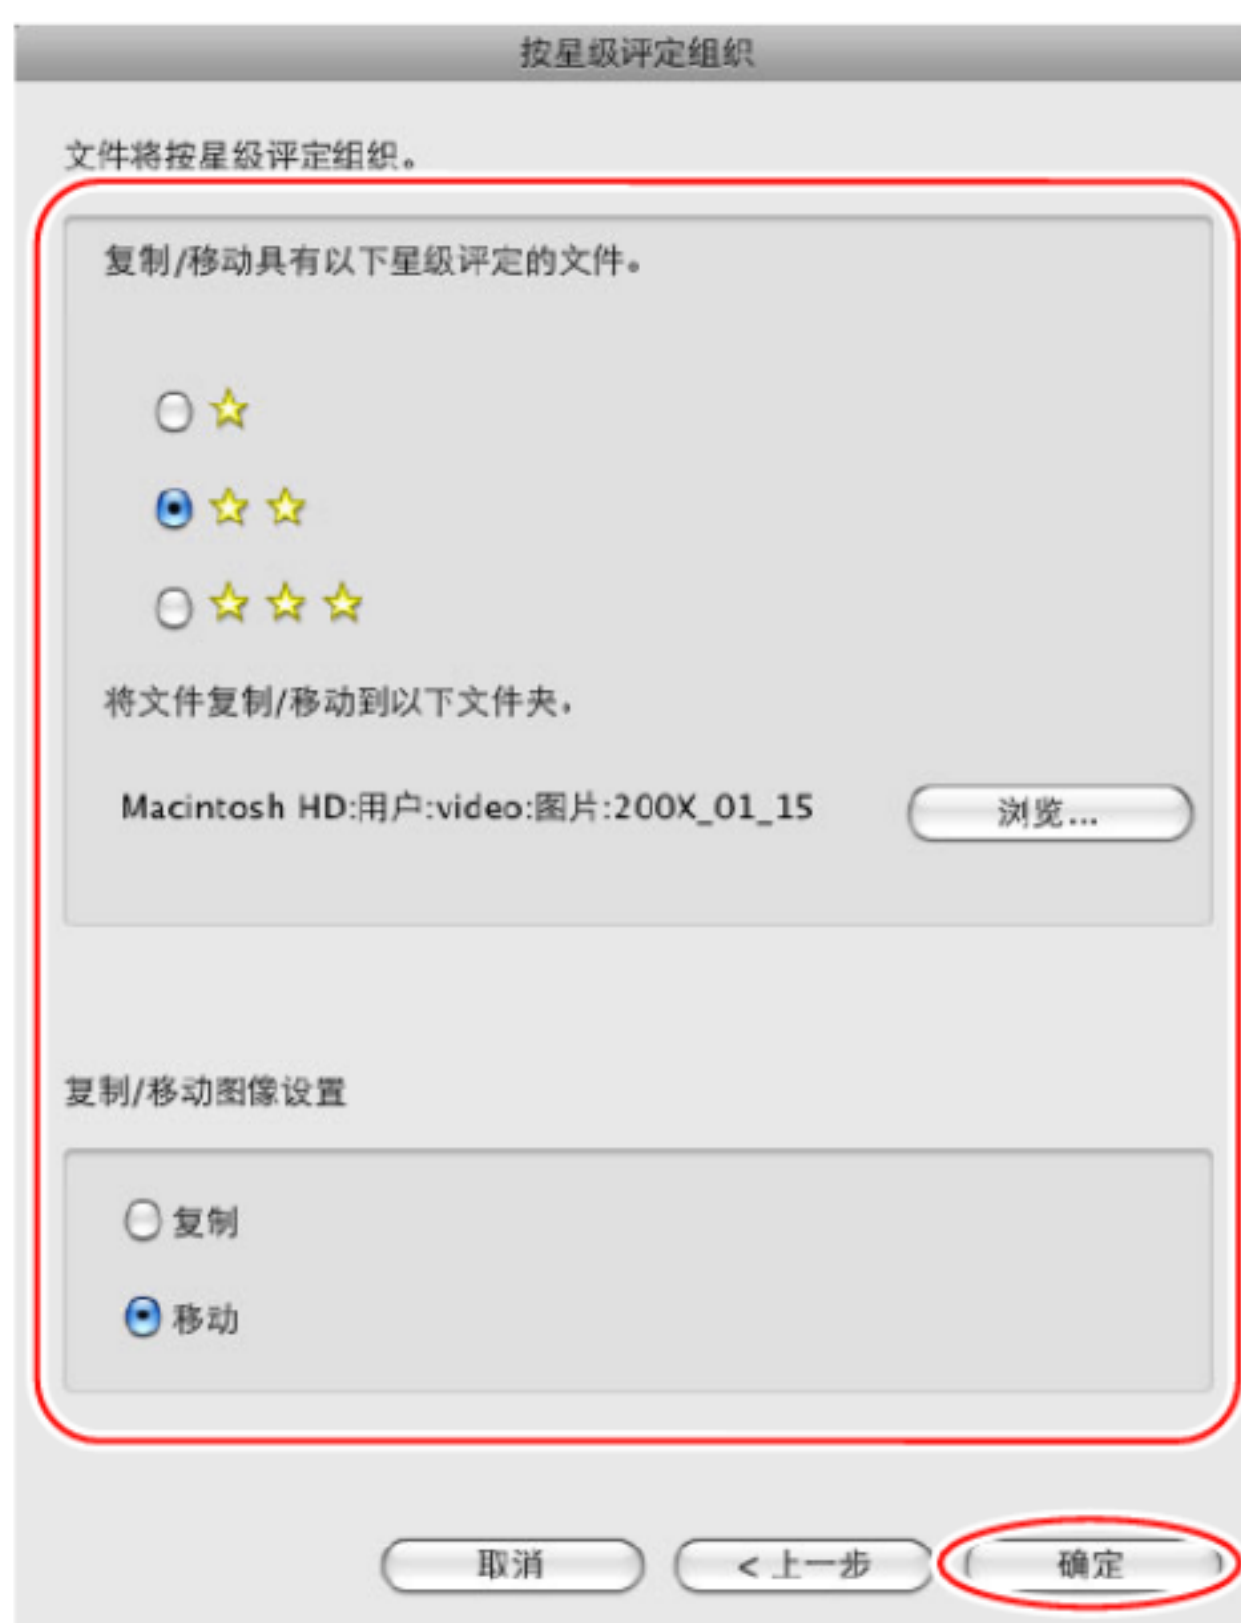 按星级评定组织
文件将按星级评定组织。
复制/移动具有以下星级评定的文件。
将文件复制/移动到以下文件夹。
Macintosh HD:用户:video:图片:200X_01_15
浏览...
复制/移动图像设置
复制
移动
取消
<上一步
确定